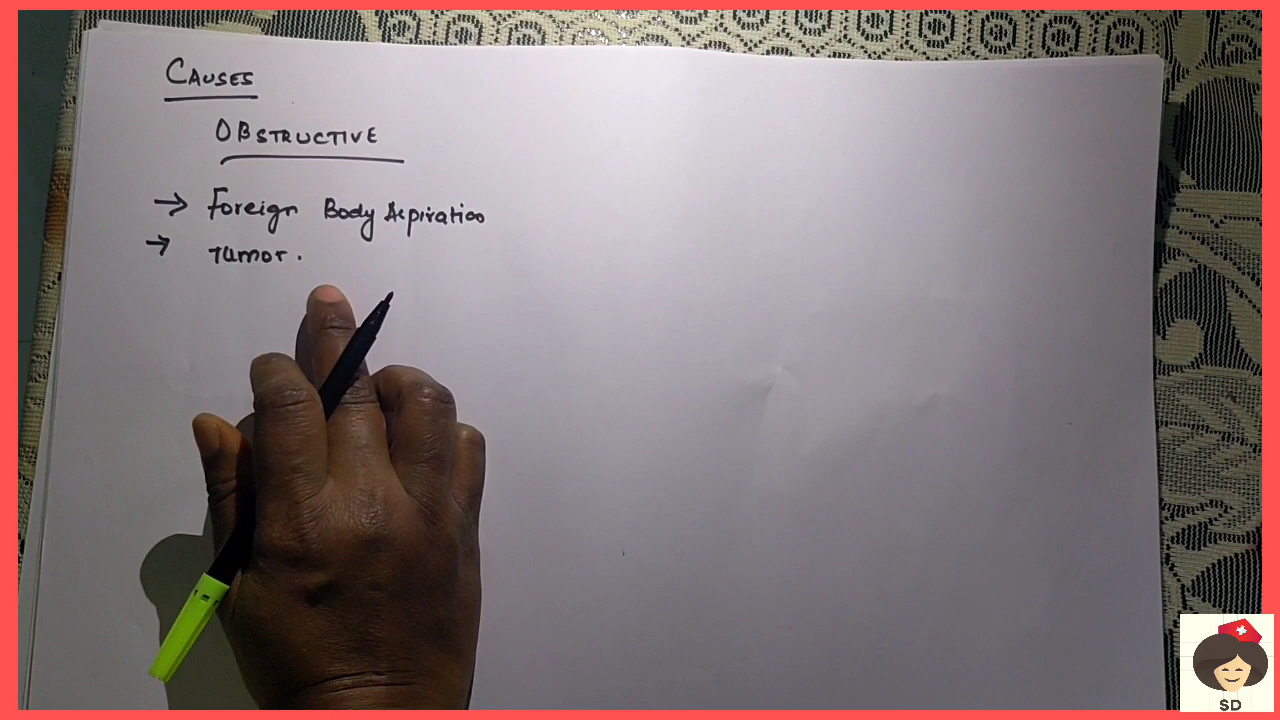 CAUSES
OBSTRUCTIVE
→ Foreign Body Aspiration
→ Tumor.
SD